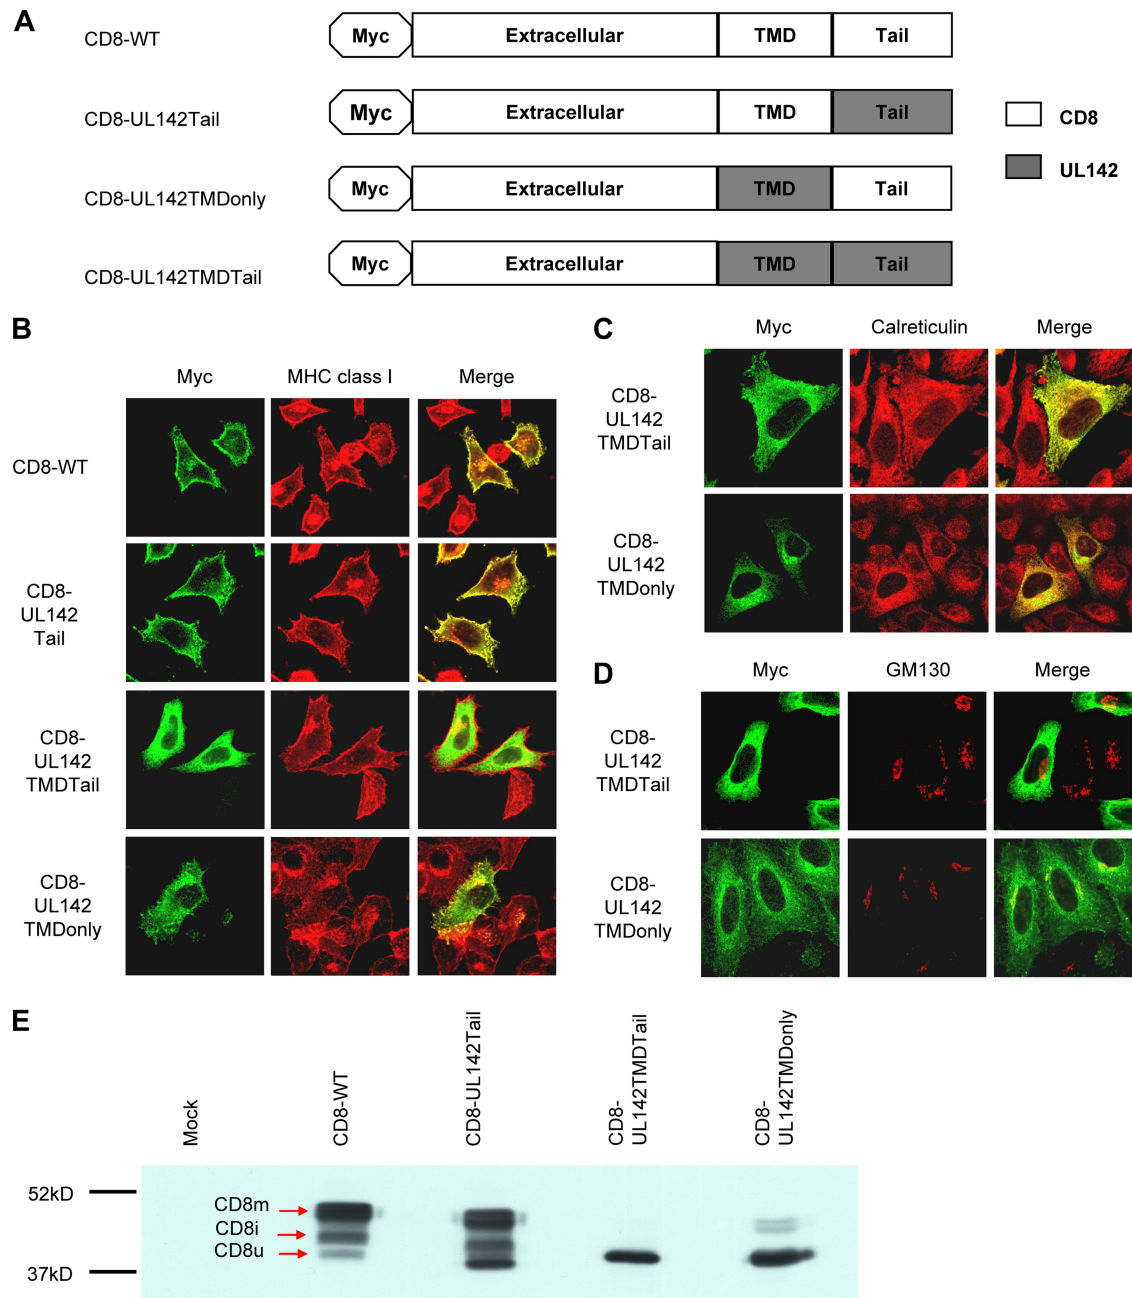 A
CD8-WT
Myc Extracellular TMD Tail
CD8-UL142Tail
Myc Extracellular TMD Tail
CD8-UL142TMDonly
Myc Extracellular TMD Tail
CD8-UL142TMDTail
Myc Extracellular TMD Tail
CD8
UL142
B
Myc MHC class I Merge
CD8-WT
CD8-
UL142
Tail
CD8-
UL142
TMDTail
CD8-
UL142
TMDonly
C
Myc Calreticulin Merge
CD8-
UL142
TMDTail
CD8-
UL142
TMDonly
D
Myc GM130 Merge
CD8-
UL142
TMDTail
CD8-
UL142
TMDonly
E
Mock
CD8-WT
CD8-UL142Tail
CD8-
UL142TMDTail
CD8-
UL142TMDonly
52kD
CD8m
CD8i
CD8u
37kD